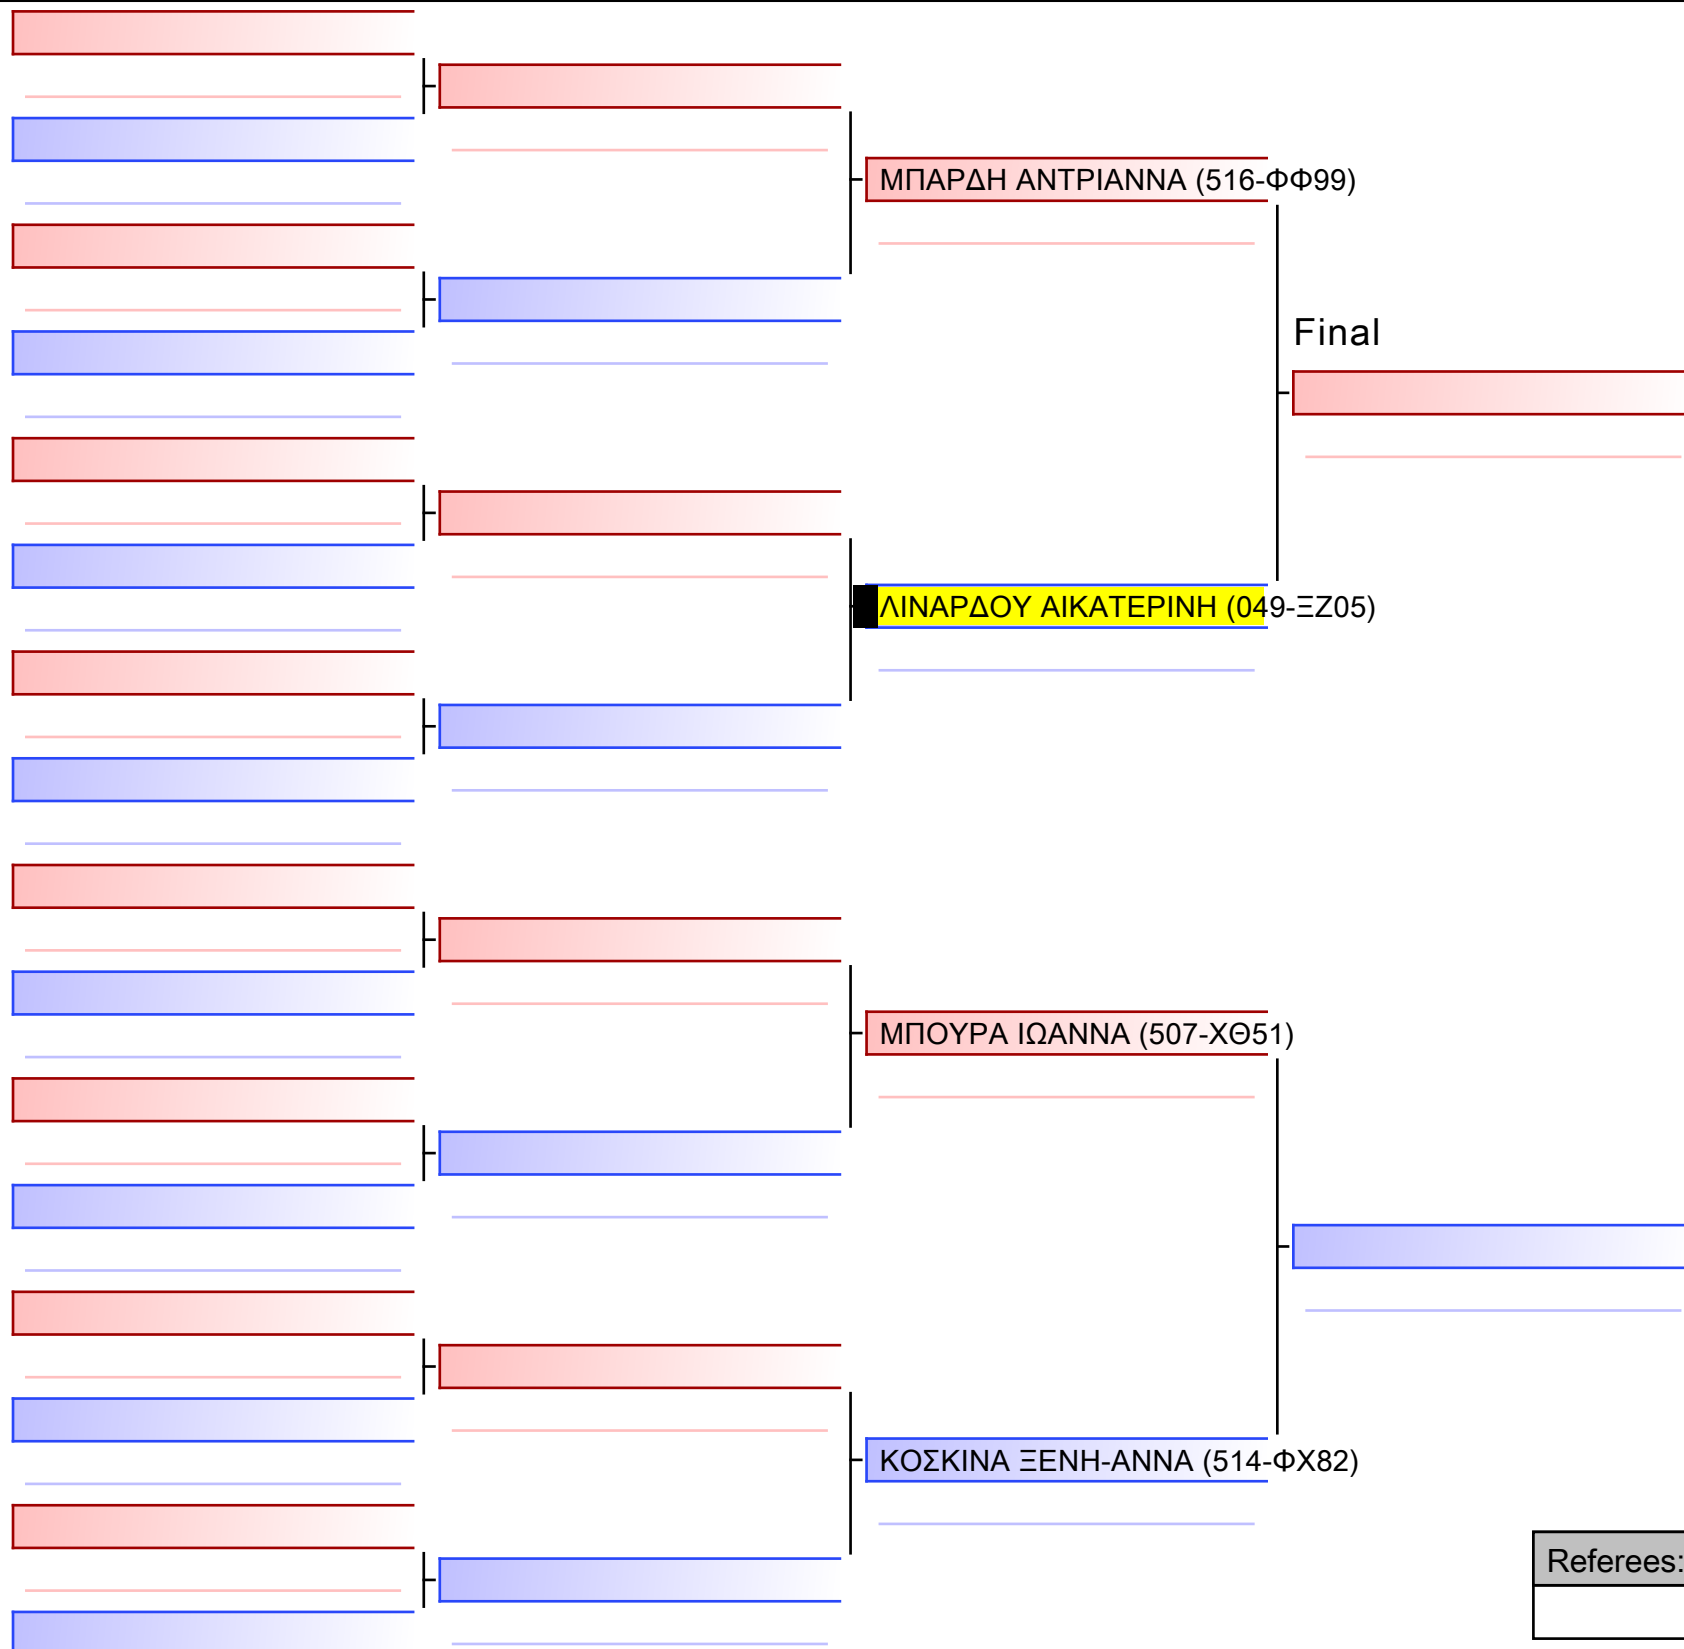 ΜΠΑΡΔΗ ΑΝΤΡΙΑΝΝΑ (516-ΦΦ99)
Final
ΛΙΝΑΡΔΟΥ ΑΙΚΑΤΕΡΙΝΗ (049-ΞΖ05)
ΜΠΟΥΡΑ ΙΩΑΝΝΑ (507-ΧΘ51)
ΚΟΣΚΙΝΑ ΞΕΝΗ-ΑΝΝΑ (514-ΦΧ82)
Referees: